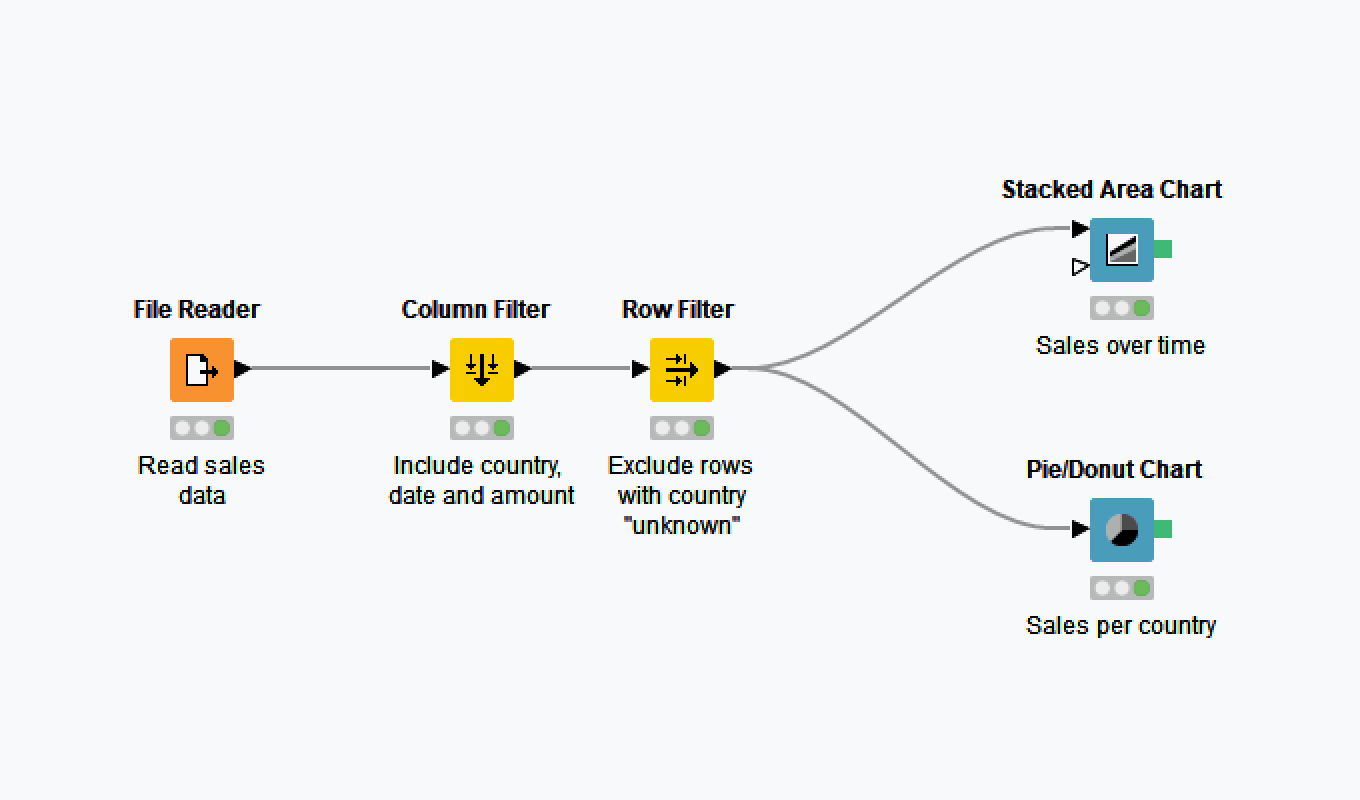 Stacked Area Chart
Sales over time
File Reader
Read sales
data
Column Filter
Include country,
date and amount
Row Filter
Exclude rows
with country
"unknown"
Pie/Donut Chart
Sales per country